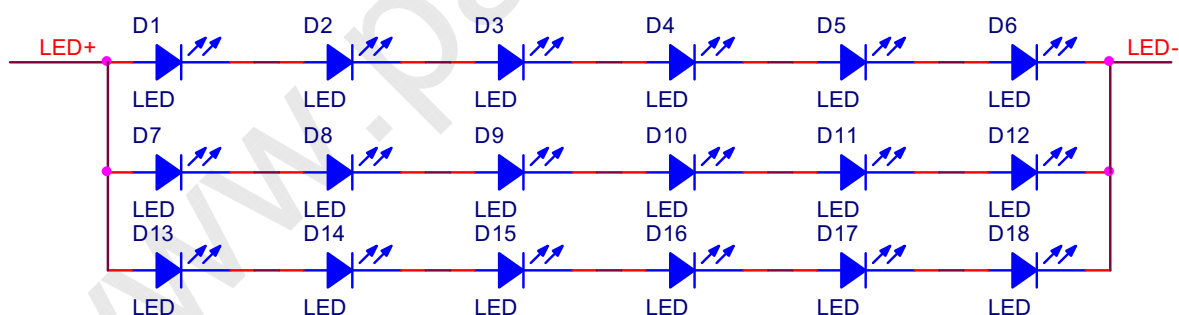 D1 D2 D3 D4 D5 D6
LED+ LED-
LED LED LED LED LED LED
D7 D8 D9 D10 D11 D12
LED LED LED LED LED LED
D13 D14 D15 D16 D17 D18
LED LED LED LED LED LED